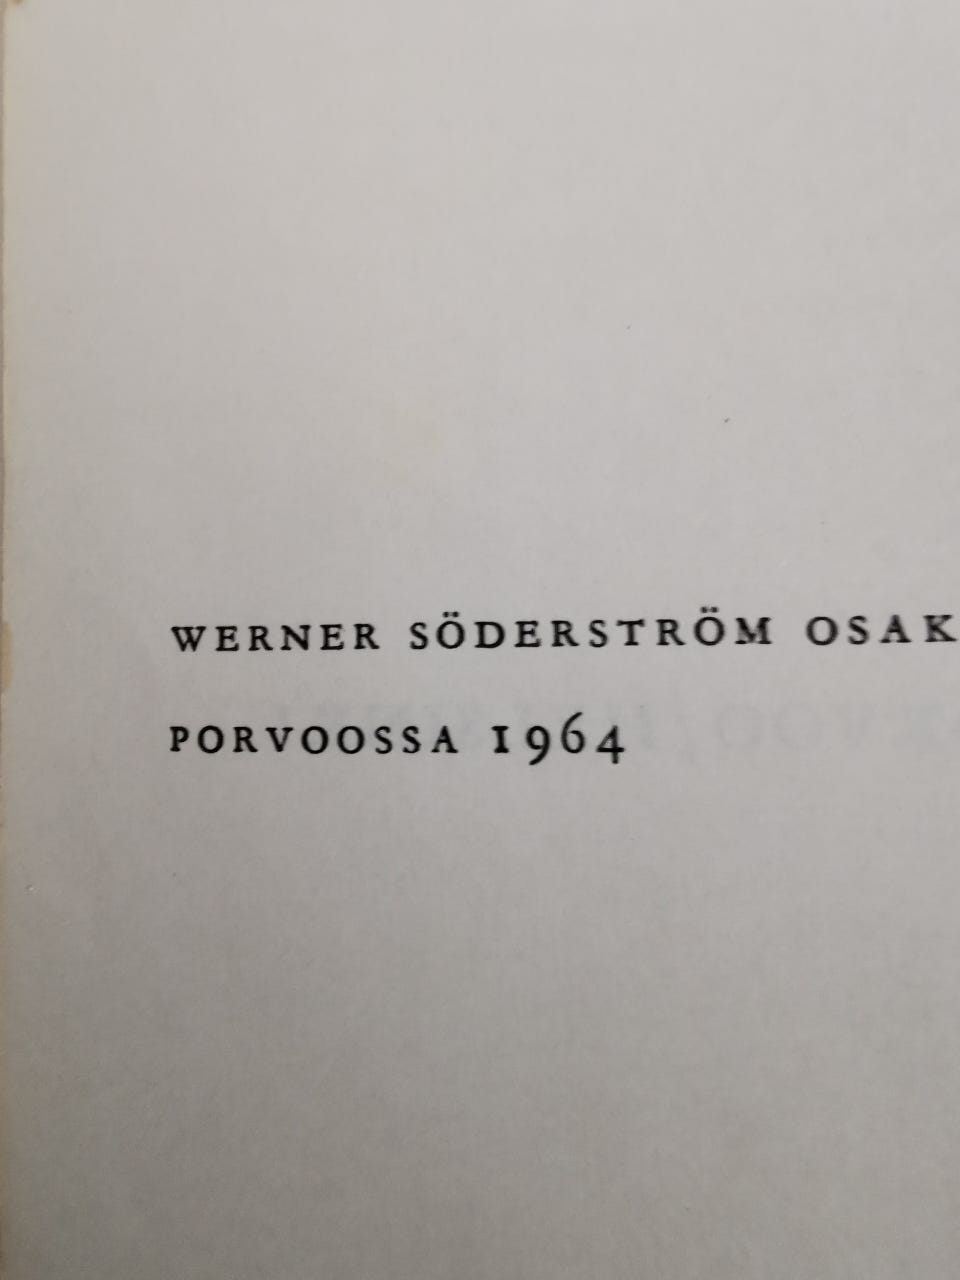 WERNER SÖDERSTRÖM OSAK
PORVOOSSA 1964